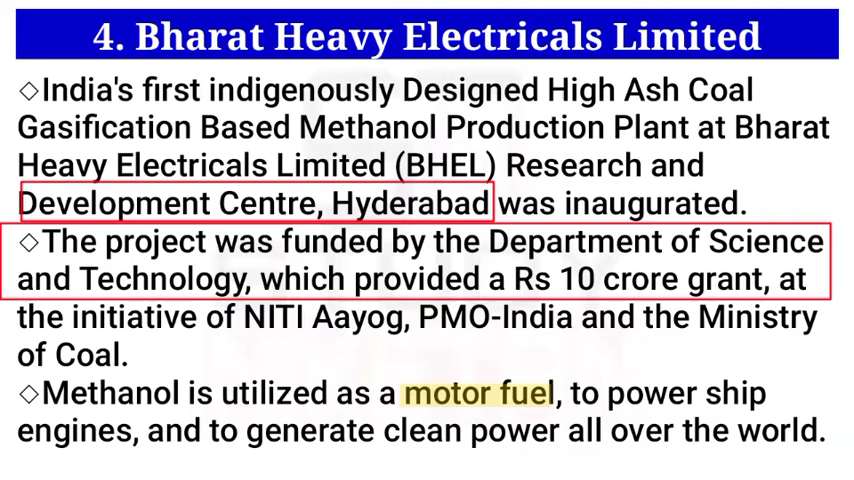 4. Bharat Heavy Electricals Limited
◇India's first indigenously Designed High Ash Coal
Gasification Based Methanol Production Plant at Bharat
Heavy Electricals Limited (BHEL) Research and
Development Centre, Hyderabad was inaugurated.
◇The project was funded by the Department of Science
and Technology, which provided a Rs 10 crore grant, at
the initiative of NITI Aayog, PMO-India and the Ministry
of Coal.
◇Methanol is utilized as a motor fuel, to power ship
engines, and to generate clean power all over the world.